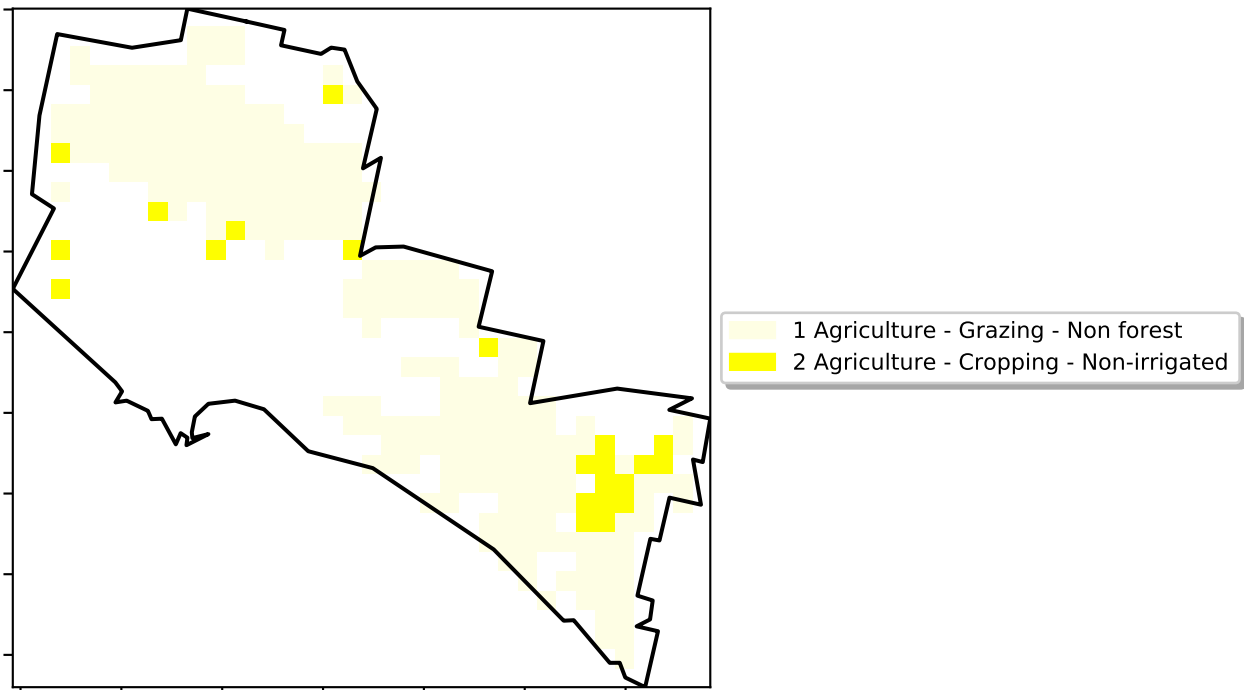 1 Agriculture - Grazing - Non forest
2 Agriculture - Cropping - Non-irrigated